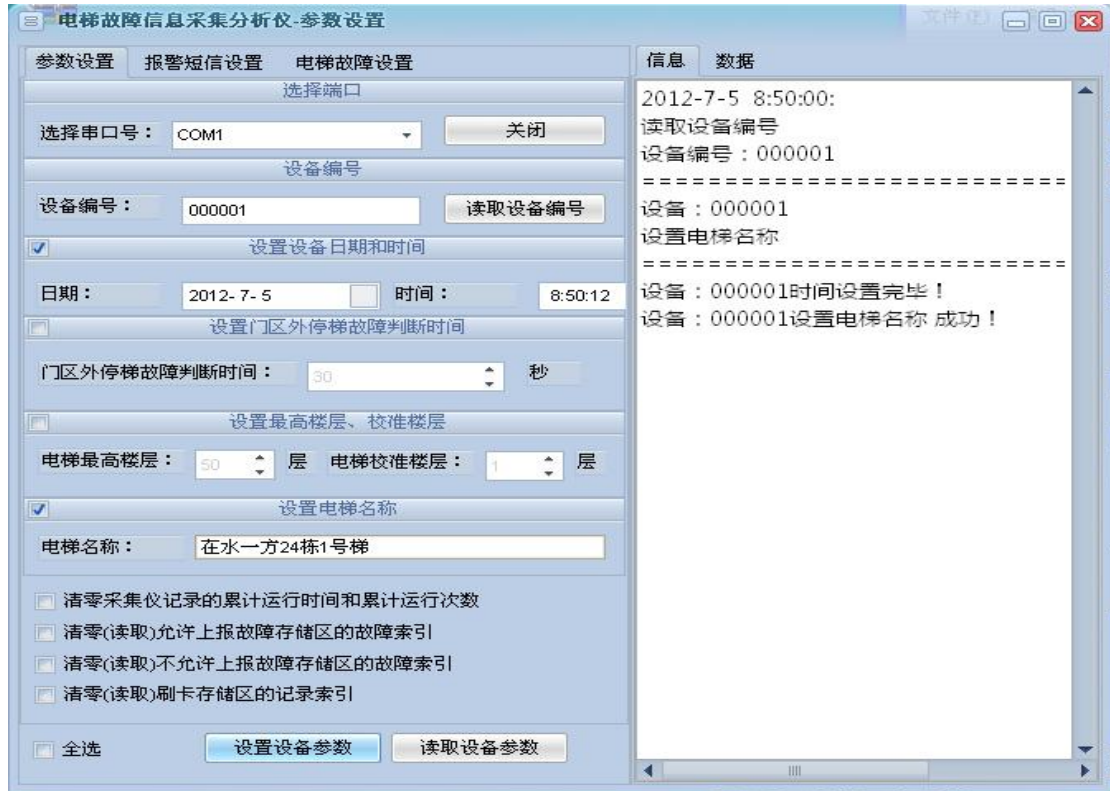 电梯故障信息采集分析仪-参数设置
参数设置 报警短信设置 电梯故障设置
选择端口
选择串口号： COM1 关闭
设备编号
设备编号： 000001 读取设备编号
设置设备日期和时间
日期： 2012- 7- 5 时间： 8:50:12
设置门区外停梯故障判断时间
门区外停梯故障判断时间： 30 秒
设置最高楼层、校准楼层
电梯最高楼层： 50 层 电梯校准楼层： 1 层
设置电梯名称
电梯名称： 在水一方24栋1号梯
清零采集仪记录的累计运行时间和累计运行次数
清零(读取)允许上报故障存储区的故障索引
清零(读取)不允许上报故障存储区的故障索引
清零(读取)刷卡存储区的记录索引
全选 设置设备参数 读取设备参数
信息 数据
2012-7-5 8:50:00:
读取设备编号
设备编号：000001
==========================
设备：000001
设置电梯名称
==========================
设备：000001时间设置完毕！
设备：000001设置电梯名称 成功！